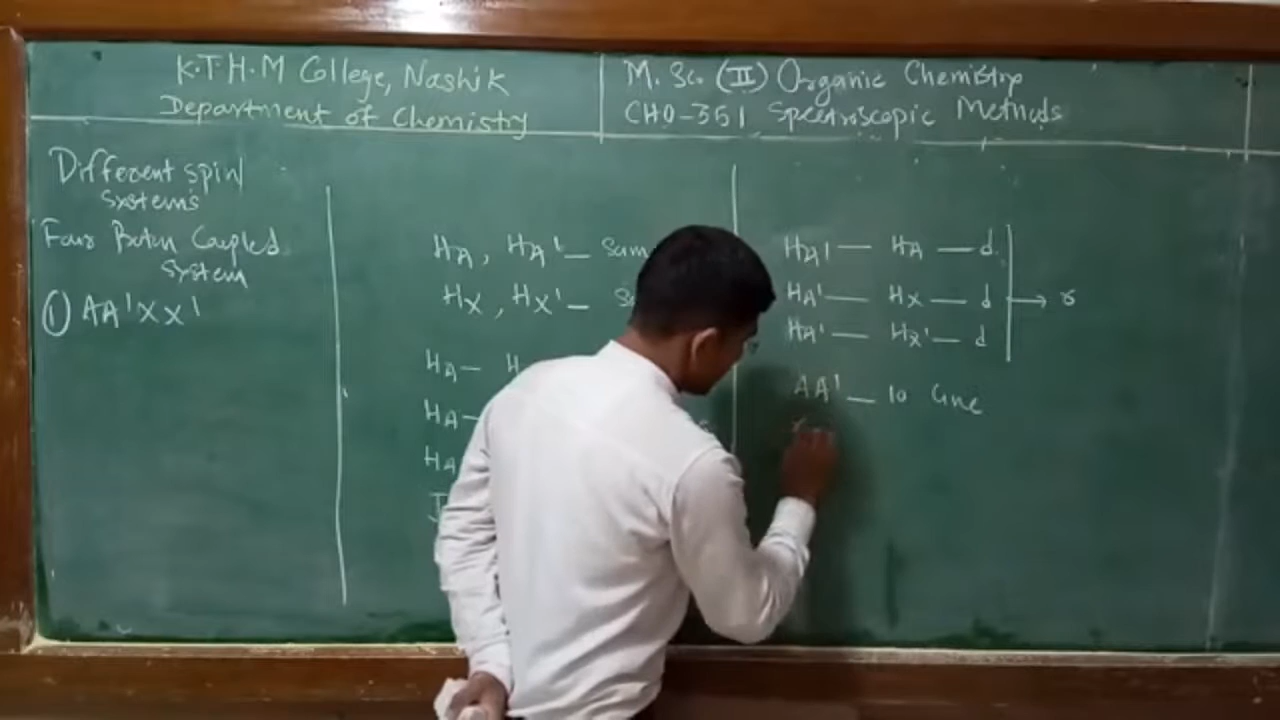 K.T.H.M College, Nashik
Department of Chemistry
M. Sc. (II) Organic Chemistry
CHO-351 Spectroscopic Methods
Different spin
systems
Four Proton Coupled
system
① AA'XX'
HA, HA' — Sam
HX, HX' —
HA — H
HA —
HA
J
HA' — HA — d
HA' — HX — d → 8
HA' — HX' — d
AA' — 10 line